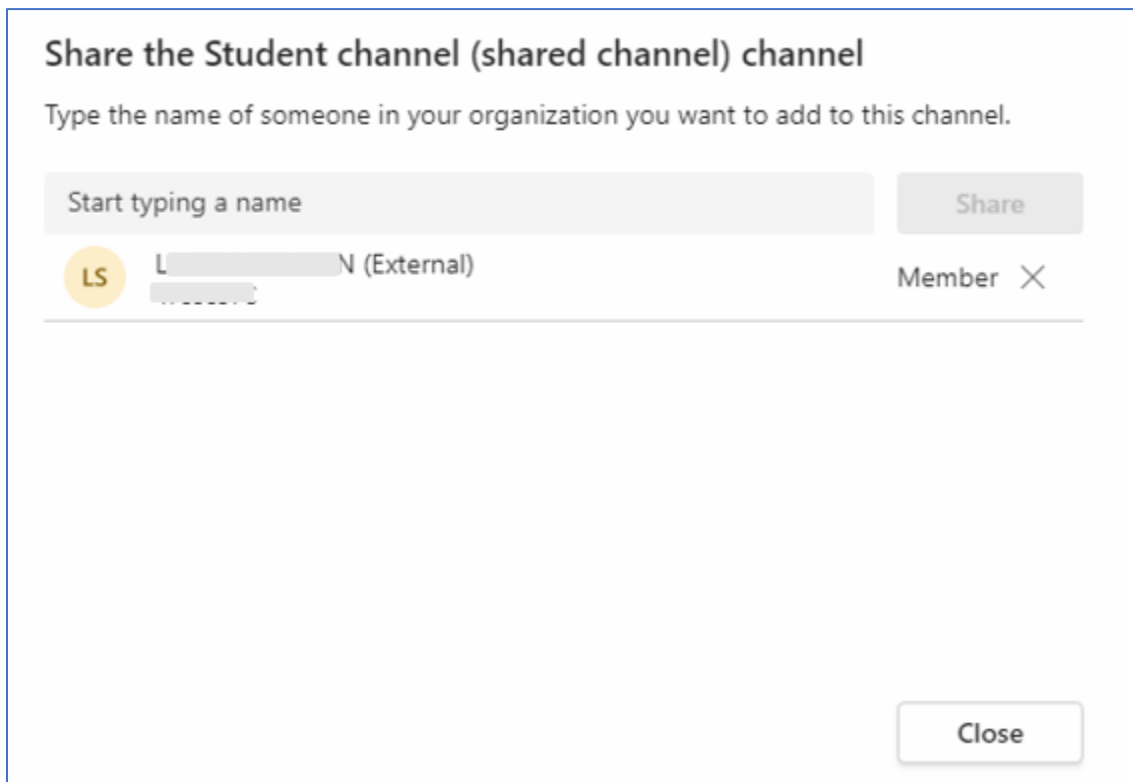 Share the Student channel (shared channel) channel
Type the name of someone in your organization you want to add to this channel.
Start typing a name
Share
LS
(External)
Member
Close